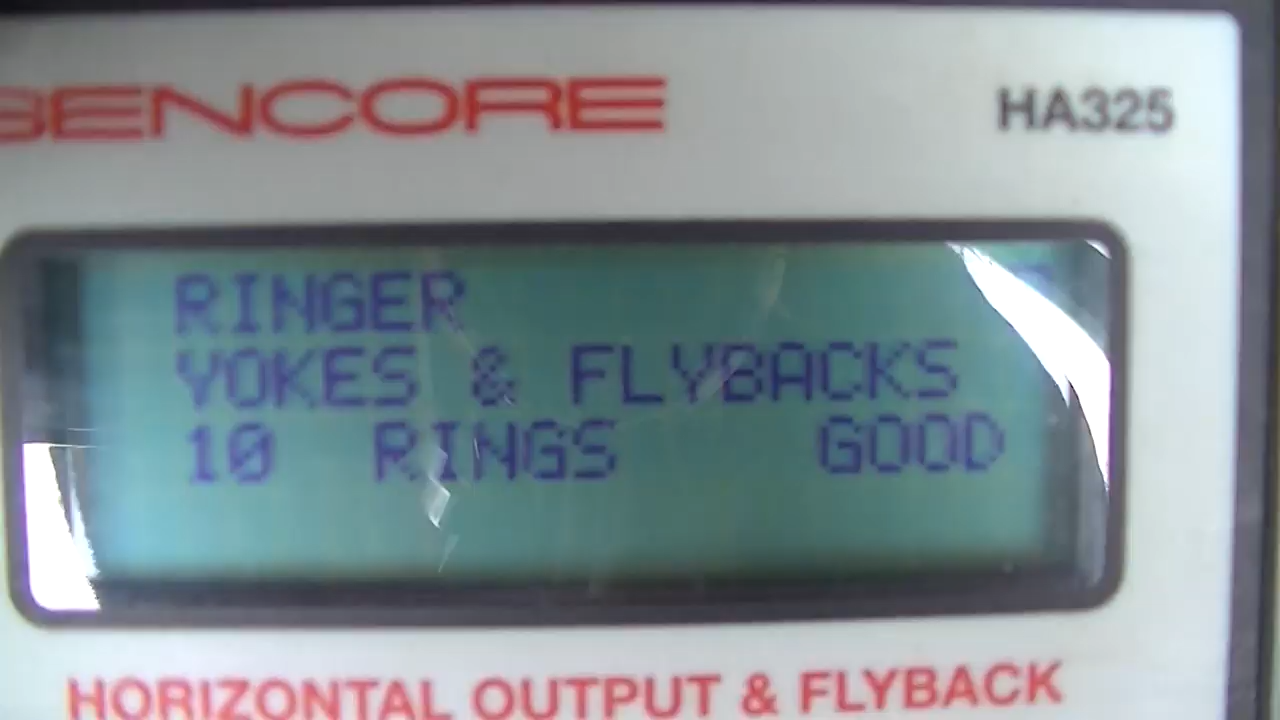 SENCORE HA325
RINGER
YOKES & FLYBACKS
10 RINGS GOOD
HORIZONTAL OUTPUT & FLYBACK